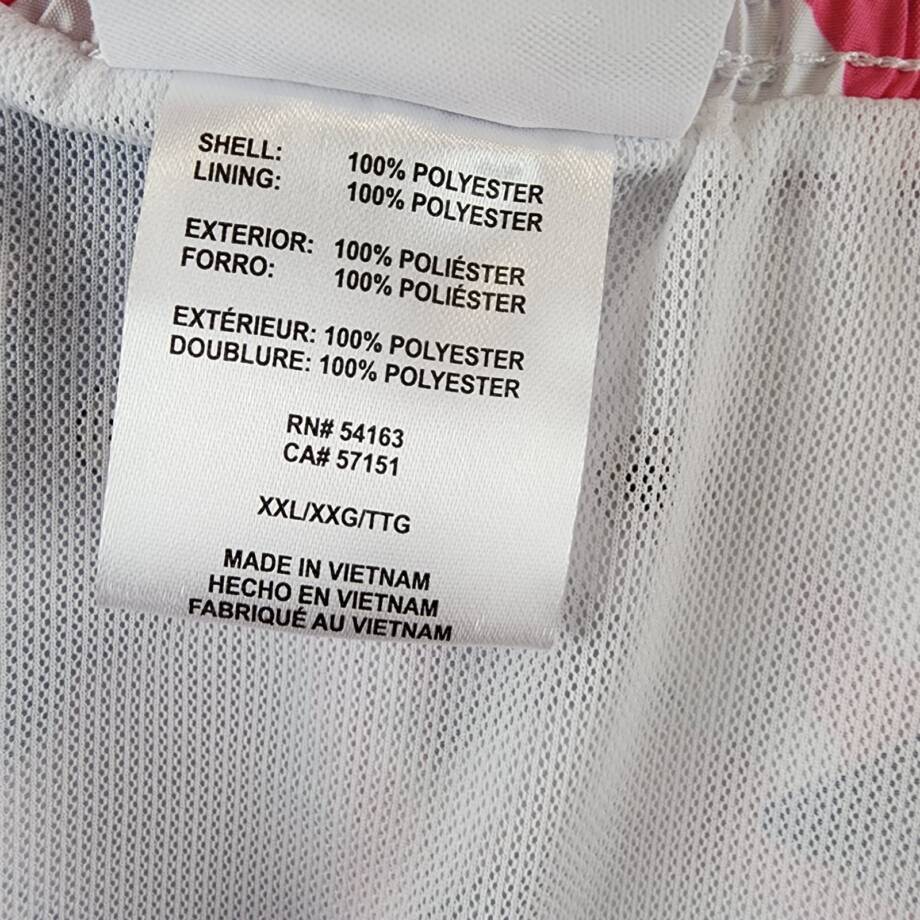 SHELL: 100% POLYESTER
LINING: 100% POLYESTER
EXTERIOR: 100% POLIÉSTER
FORRO: 100% POLIÉSTER
EXTÉRIEUR: 100% POLYESTER
DOUBLURE: 100% POLYESTER
RN# 54163
CA# 57151
XXL/XXG/TTG
MADE IN VIETNAM
HECHO EN VIETNAM
FABRIQUÉ AU VIETNAM